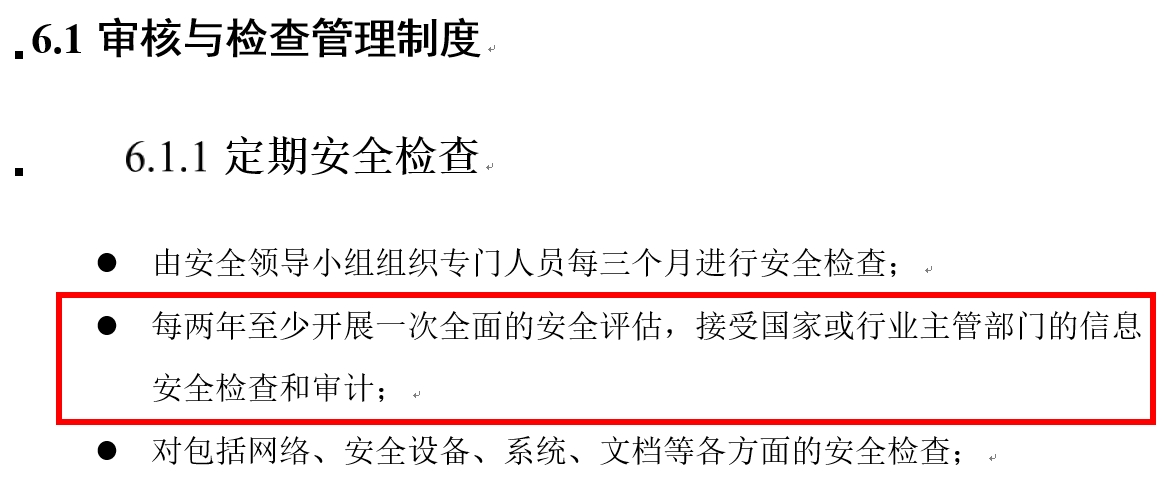 6.1 审核与检查管理制度
6.1.1 定期安全检查
● 由安全领导小组组织专门人员每三个月进行安全检查；
● 每两年至少开展一次全面的安全评估，接受国家或行业主管部门的信息
安全检查和审计；
● 对包括网络、安全设备、系统、文档等各方面的安全检查；